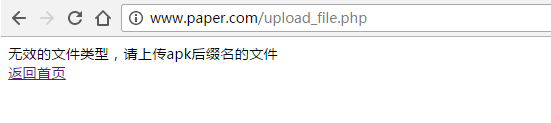 www.paper.com/upload_file.php
无效的文件类型，请上传apk后缀名的文件
返回首页